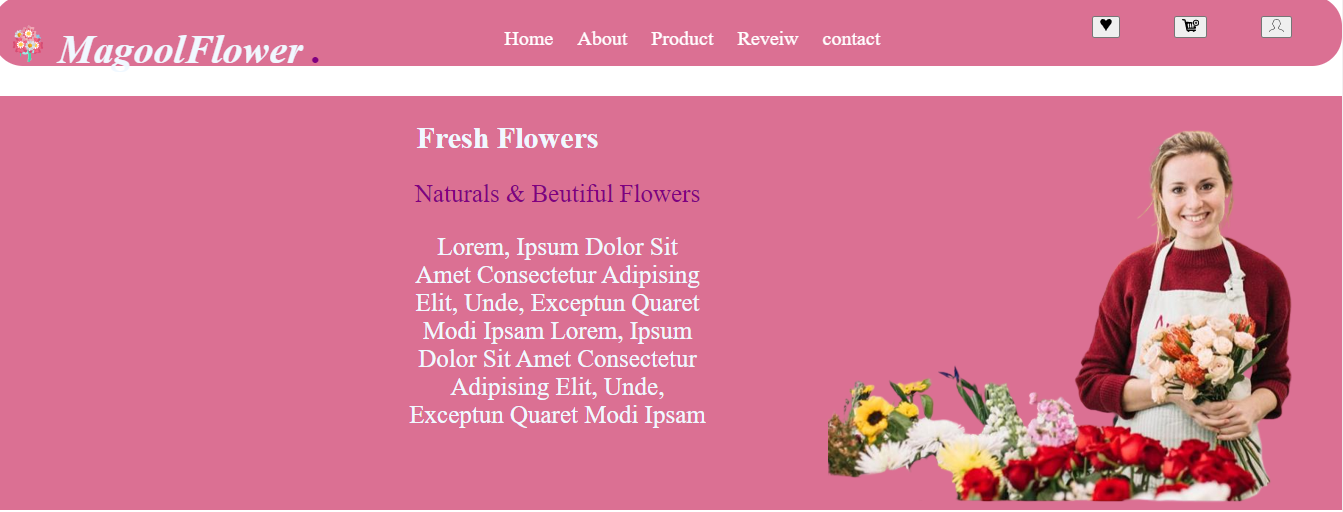 MagoolFlower .
Home About Product Reveiw contact
Fresh Flowers
Naturals & Beutiful Flowers
Lorem, Ipsum Dolor Sit
Amet Consectetur Adipising
Elit, Unde, Exceptun Quaret
Modi Ipsam Lorem, Ipsum
Dolor Sit Amet Consectetur
Adipising Elit, Unde,
Exceptun Quaret Modi Ipsam